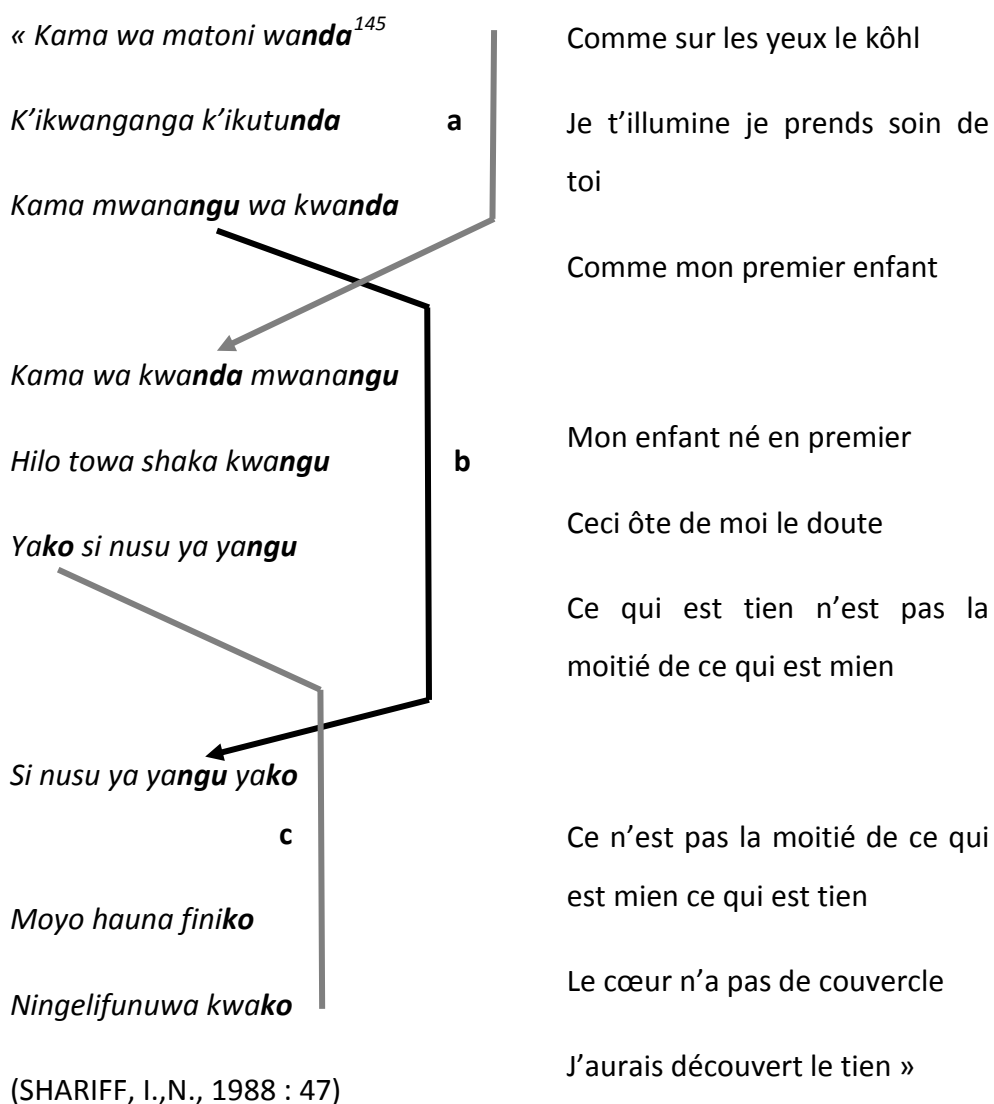 « Kama wa matoni wanda145
K'ikwanganga k'ikutunda
a
Kama mwanangu wa kwanda
Kama wa kwanda mwanangu
Hilo towa shaka kwangu
b
Yako si nusu ya yangu
Si nusu ya yangu yako
c
Moyo hauna finiko
Ningelifunuwa kwako
(SHARIFF, I.,N., 1988 : 47)
Comme sur les yeux le kôhl
Je t'illumine je prends soin de
toi
Comme mon premier enfant
Mon enfant né en premier
Ceci ôte de moi le doute
Ce qui est tien n'est pas la
moitié de ce qui est mien
Ce n'est pas la moitié de ce qui
est mien ce qui est tien
Le cœur n'a pas de couvercle
J'aurais découvert le tien »